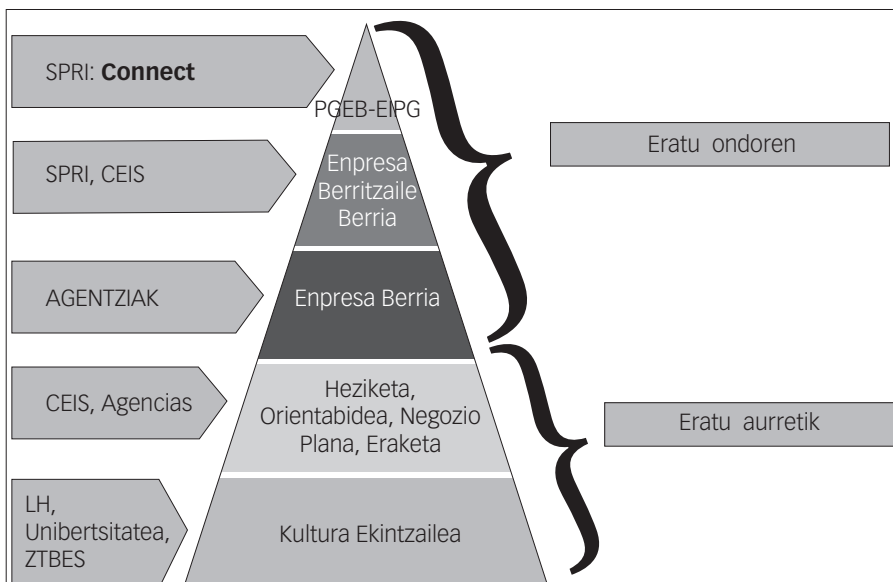 SPRI: Connect
PGEB-EIPG
Eratu ondoren
SPRI, CEIS
Enpresa
Berritzaile
Berria
AGENTZIAK
Enpresa Berria
CEIS, Agencias
Heziketa,
Orientabidea, Negozio
Plana, Eraketa
Eratu aurretik
LH,
Unibertsitatea,
ZTBES
Kultura Ekintzailea